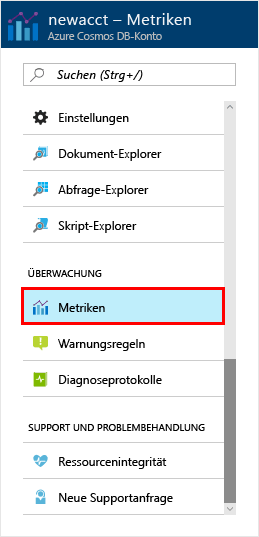 newacct – Metriken
Azure Cosmos DB-Konto
Suchen (Strg+/)
Einstellungen
Dokument-Explorer
Abfrage-Explorer
Skript-Explorer
ÜBERWACHUNG
Metriken
Warnungsregeln
Diagnoseprotokolle
SUPPORT UND PROBLEMBEHANDLUNG
Ressourcenintegrität
Neue Supportanfrage